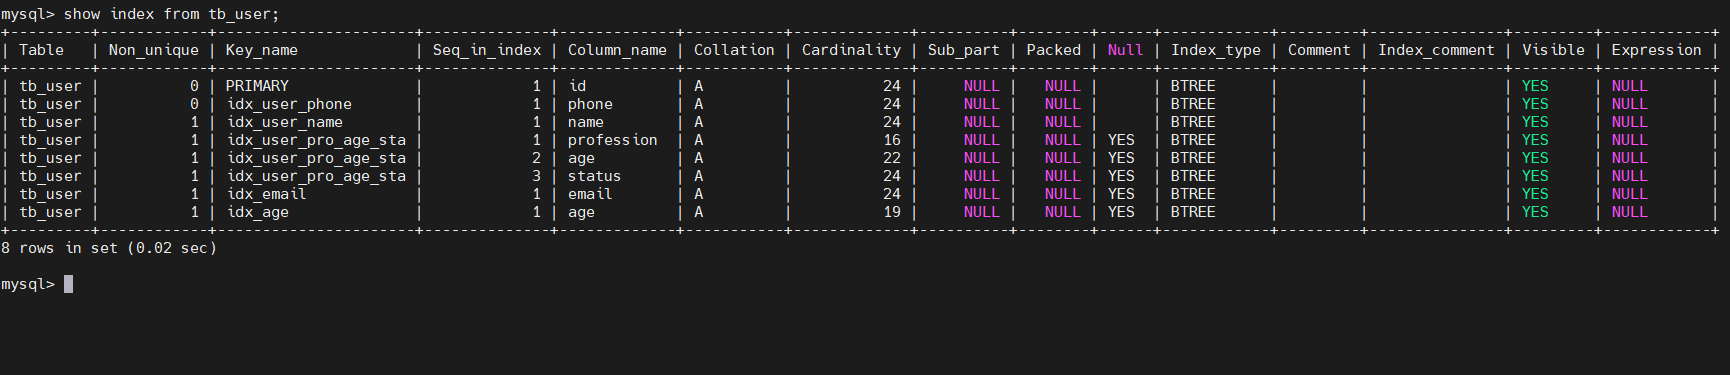 mysql> show index from tb_user;
+---------+------------+----------------------+--------------+-------------+-----------+-------------+----------+--------+------+------------+---------+---------------+---------+------------+
| Table   | Non_unique | Key_name             | Seq_in_index | Column_name | Collation | Cardinality | Sub_part | Packed | Null | Index_type | Comment | Index_comment | Visible | Expression |
+---------+------------+----------------------+--------------+-------------+-----------+-------------+----------+--------+------+------------+---------+---------------+---------+------------+
| tb_user |          0 | PRIMARY              |            1 | id          | A         |          24 |     NULL |   NULL |      | BTREE      |         |               | YES     | NULL       |
| tb_user |          0 | idx_user_phone       |            1 | phone       | A         |          24 |     NULL |   NULL |      | BTREE      |         |               | YES     | NULL       |
| tb_user |          1 | idx_user_name        |            1 | name        | A         |          24 |     NULL |   NULL |      | BTREE      |         |               | YES     | NULL       |
| tb_user |          1 | idx_user_pro_age_sta |            1 | profession  | A         |          16 |     NULL |   NULL | YES  | BTREE      |         |               | YES     | NULL       |
| tb_user |          1 | idx_user_pro_age_sta |            2 | age         | A         |          22 |     NULL |   NULL | YES  | BTREE      |         |               | YES     | NULL       |
| tb_user |          1 | idx_user_pro_age_sta |            3 | status      | A         |          24 |     NULL |   NULL | YES  | BTREE      |         |               | YES     | NULL       |
| tb_user |          1 | idx_email            |            1 | email       | A         |          24 |     NULL |   NULL | YES  | BTREE      |         |               | YES     | NULL       |
| tb_user |          1 | idx_age              |            1 | age         | A         |          19 |     NULL |   NULL | YES  | BTREE      |         |               | YES     | NULL       |
+---------+------------+----------------------+--------------+-------------+-----------+-------------+----------+--------+------+------------+---------+---------------+---------+------------+
8 rows in set (0.02 sec)
mysql>